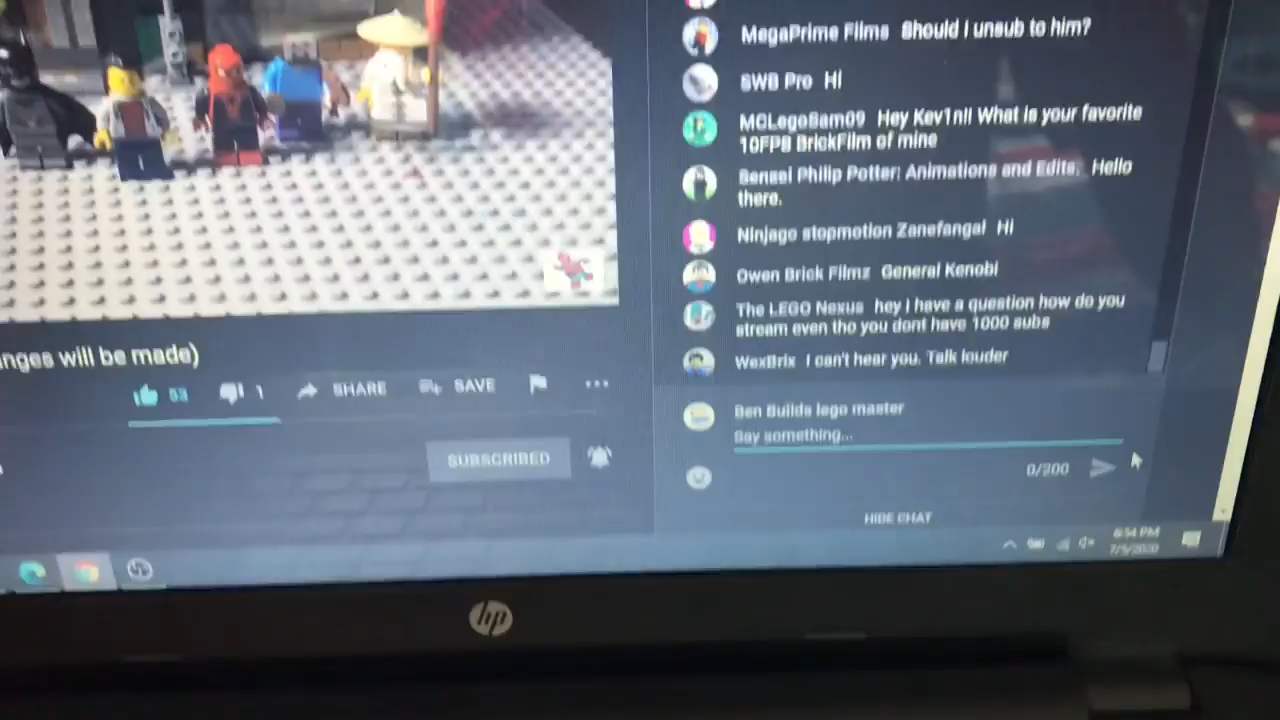 MegaPrime Films Should I unsub to him?
SWB Pro Hi
MCLegoSam09 Hey Kev1n!! What is your favorite
10FPS BrickFilm of mine
Sensei Philip Potter: Animations and Edits. Hello
there.
Ninjago stopmotion Zanefangal Hi
Owen Brick Filmz General Kenobi
The LEGO Nexus hey I have a question how do you
stream even tho you dont have 1000 subs
WexBrix I can't hear you. Talk louder
Ben Builds lego master
Say something...
0/200
HIDE CHAT
anges will be made)
53 1 SHARE SAVE
SUBSCRIBED
6:54 PM
7/5/2020
hp